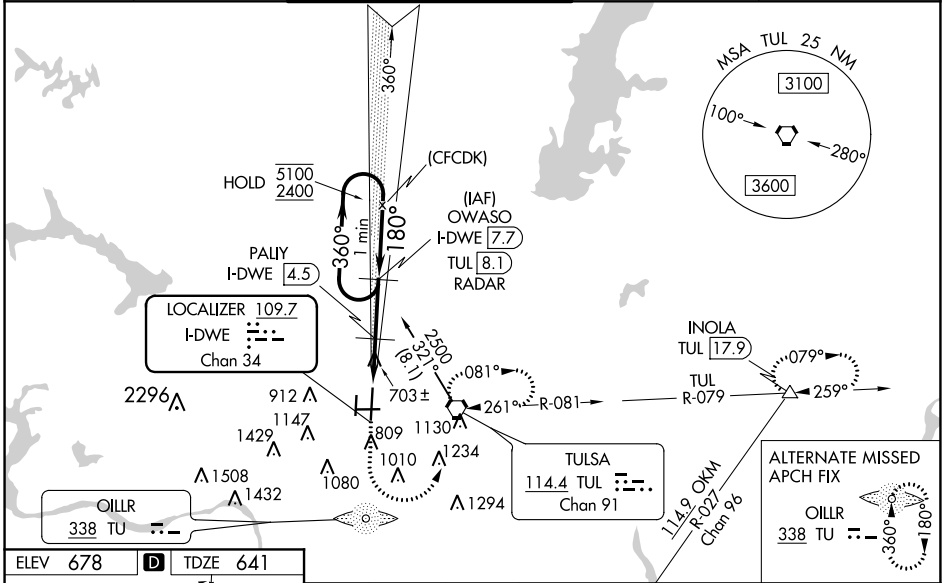 MSA TUL 25 NM
3100
100°
280°
3600
360°
(CFCDK)
HOLD 5100
2400
360°
1 min
180°
(IAF)
OWASO
I-DWE 7.7
TUL 8.1
RADAR
PALIY
I-DWE 4.5
LOCALIZER 109.7
I-DWE
Chan 34
2500
321°
(8.1)
INOLA
TUL 17.9
081°
079°
TUL
R-079
259°
261°
R-081
703±
2296
912
1147
1429
809
1130
1234
1010
1080
1508
1432
1294
TULSA
114.4 TUL
Chan 91
114.9 OKM
R-027
Chan 96
OILLR
338 TU
ALTERNATE MISSED
APCH FIX
OILLR
338 TU
360°
180°
ELEV 678 D TDZE 641